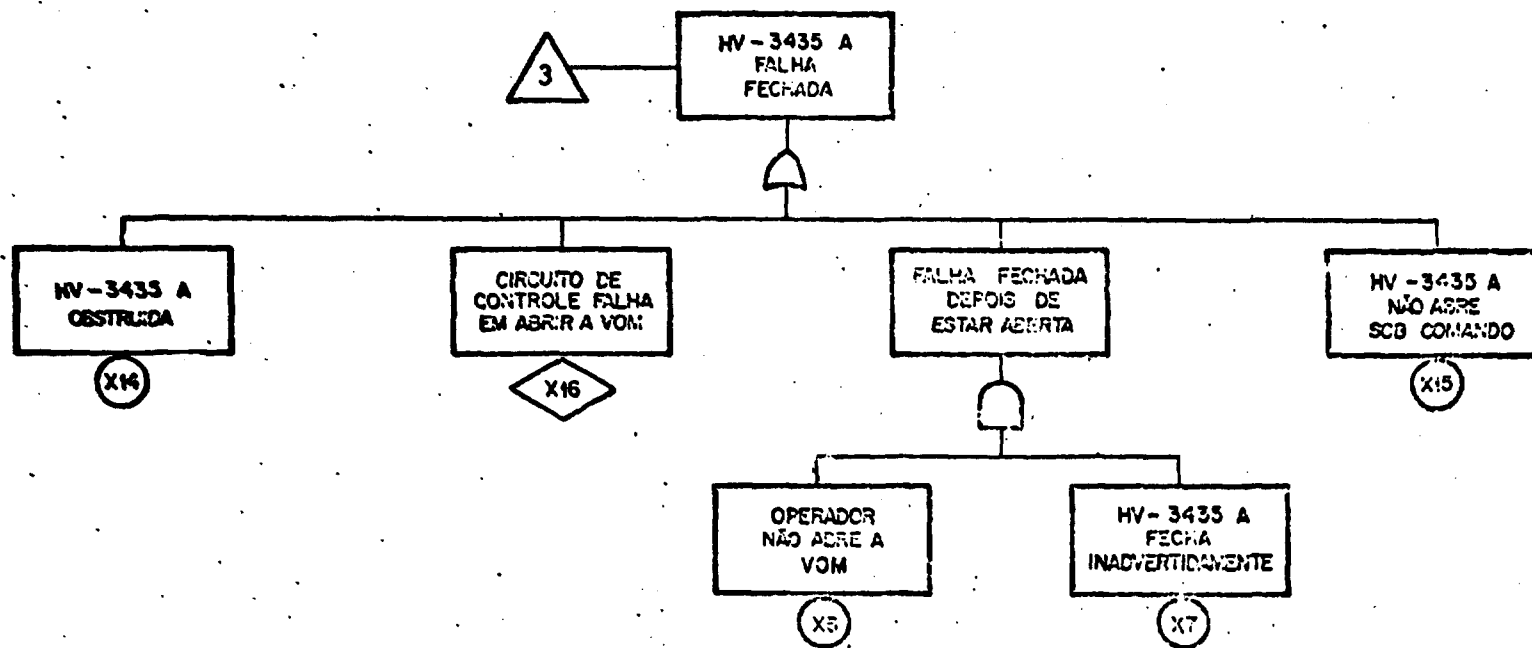 HV-3435 A
FALHA
FECHADA
3
HV-3435 A
OBSTRUIDA
X14
CIRCUITO DE
CONTROLE FALHA
EM ABRIR A VOM
X16
FALHA FECHADA
DEPOIS DE
ESTAR ABERTA
HV-3435 A
NÃO ABRE
SOB COMANDO
X15
OPERADOR
NÃO ABRE A
VOM
HV-3435 A
FECHA
INADVERTIDAMENTE
X7